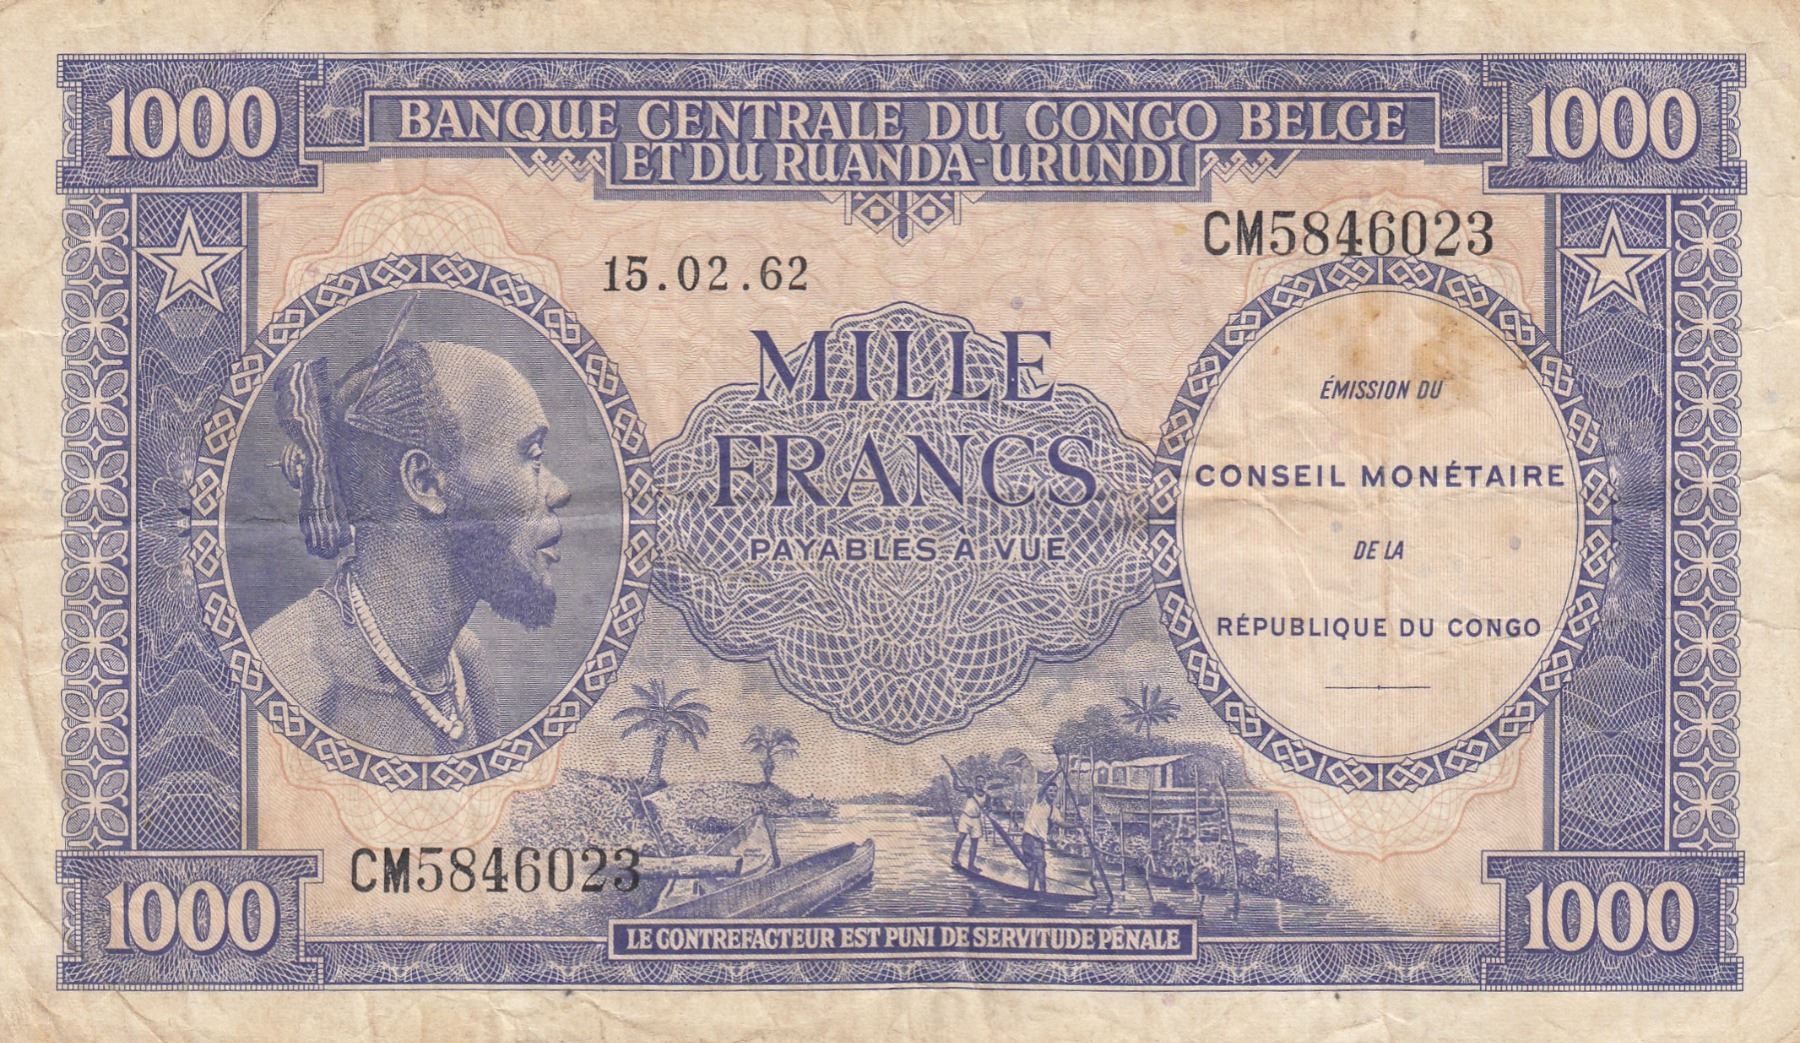 1000
1000
BANQUE CENTRALE DU CONGO BELGE
ET DU RUANDA-URUNDI
CM5846023
15.02.62
MILLE
FRANCS
PAYABLES A VUE
ÉMISSION DU
CONSEIL MONÉTAIRE
DE LA
RÉPUBLIQUE DU CONGO
CM5846023
1000
LE CONTREFACTEUR EST PUNI DE SERVITUDE PÉNALE
1000